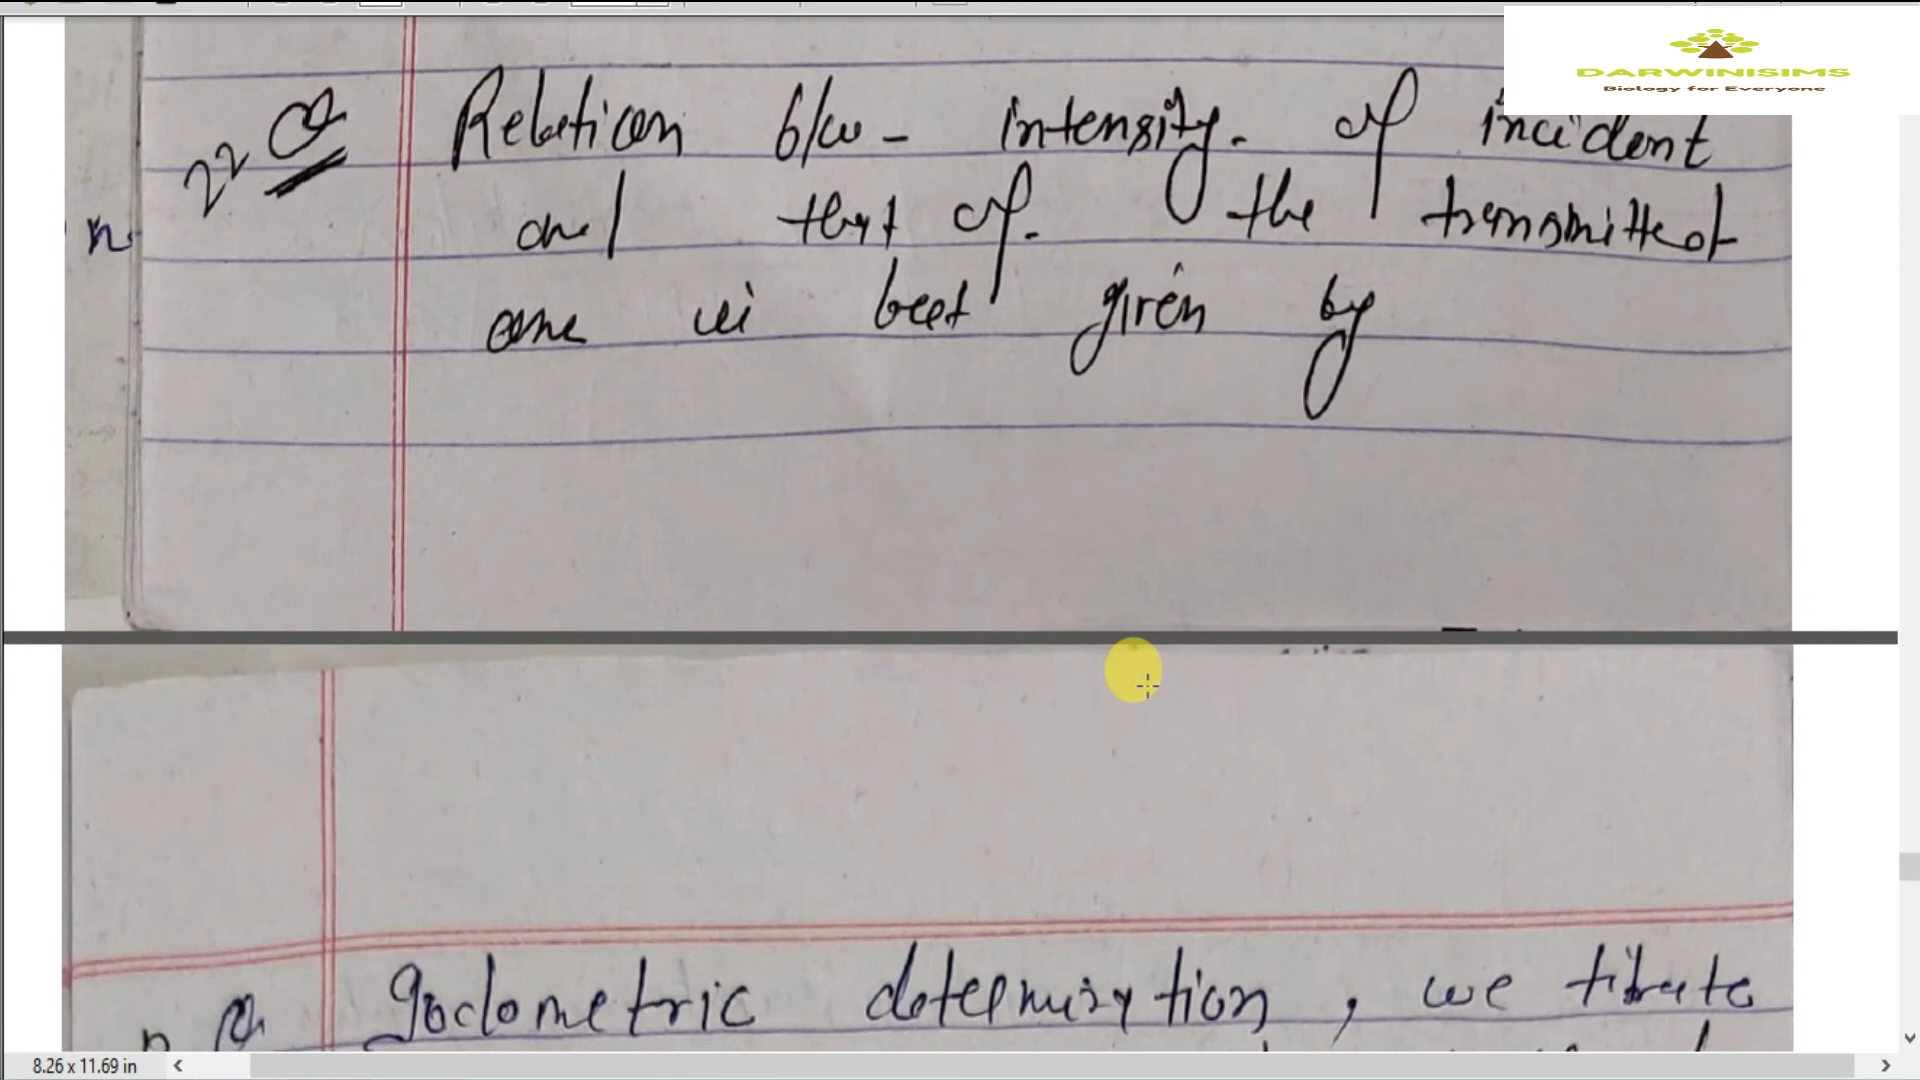 DARWINISIMS
Biology for Everyone
22 Q Relation b/w - intensity. of incident
and that of. the transmitted
one is best given by
n
n Q Iodometric determination, we titrate
8.26 x 11.69 in